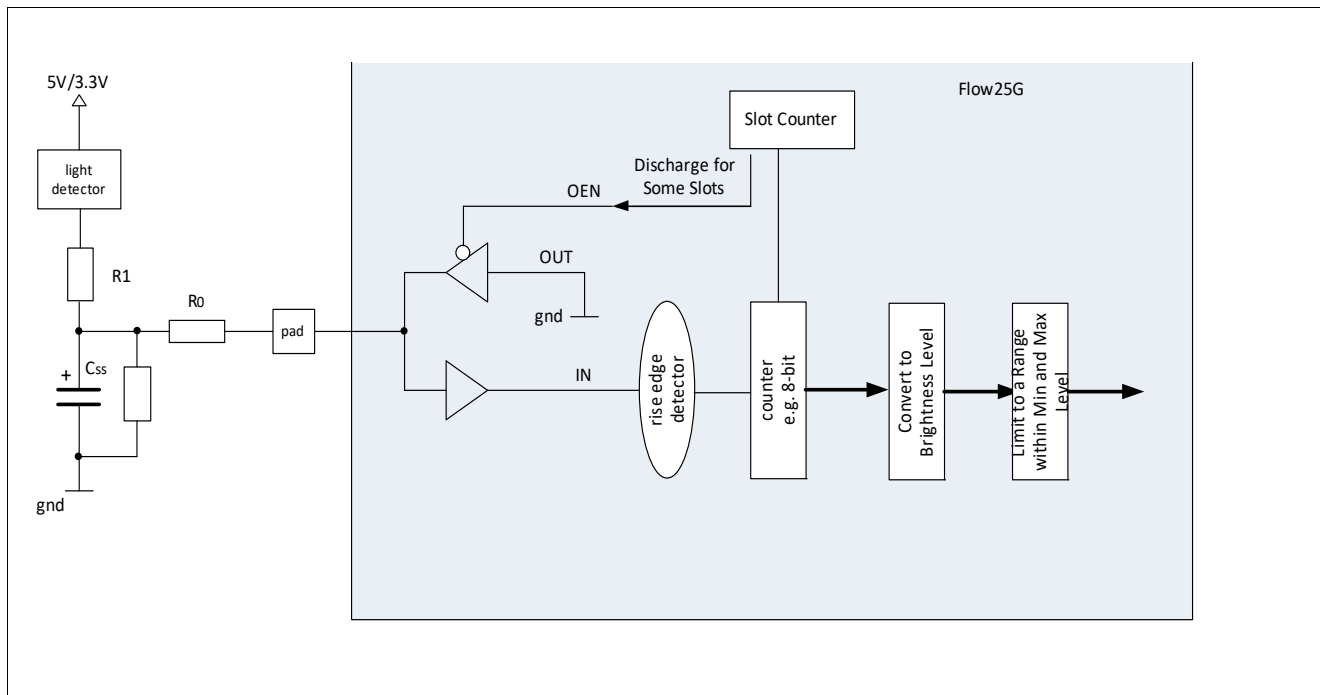 5V/3.3V
light
detector
R1
Css
gnd
R0
pad
Flow25G
Slot Counter
Discharge for
Some Slots
OEN
OUT
gnd
IN
rise edge
detector
counter
e.g. 8-bit
Convert to
Brightness Level
Limit to a Range
within Min and Max
Level